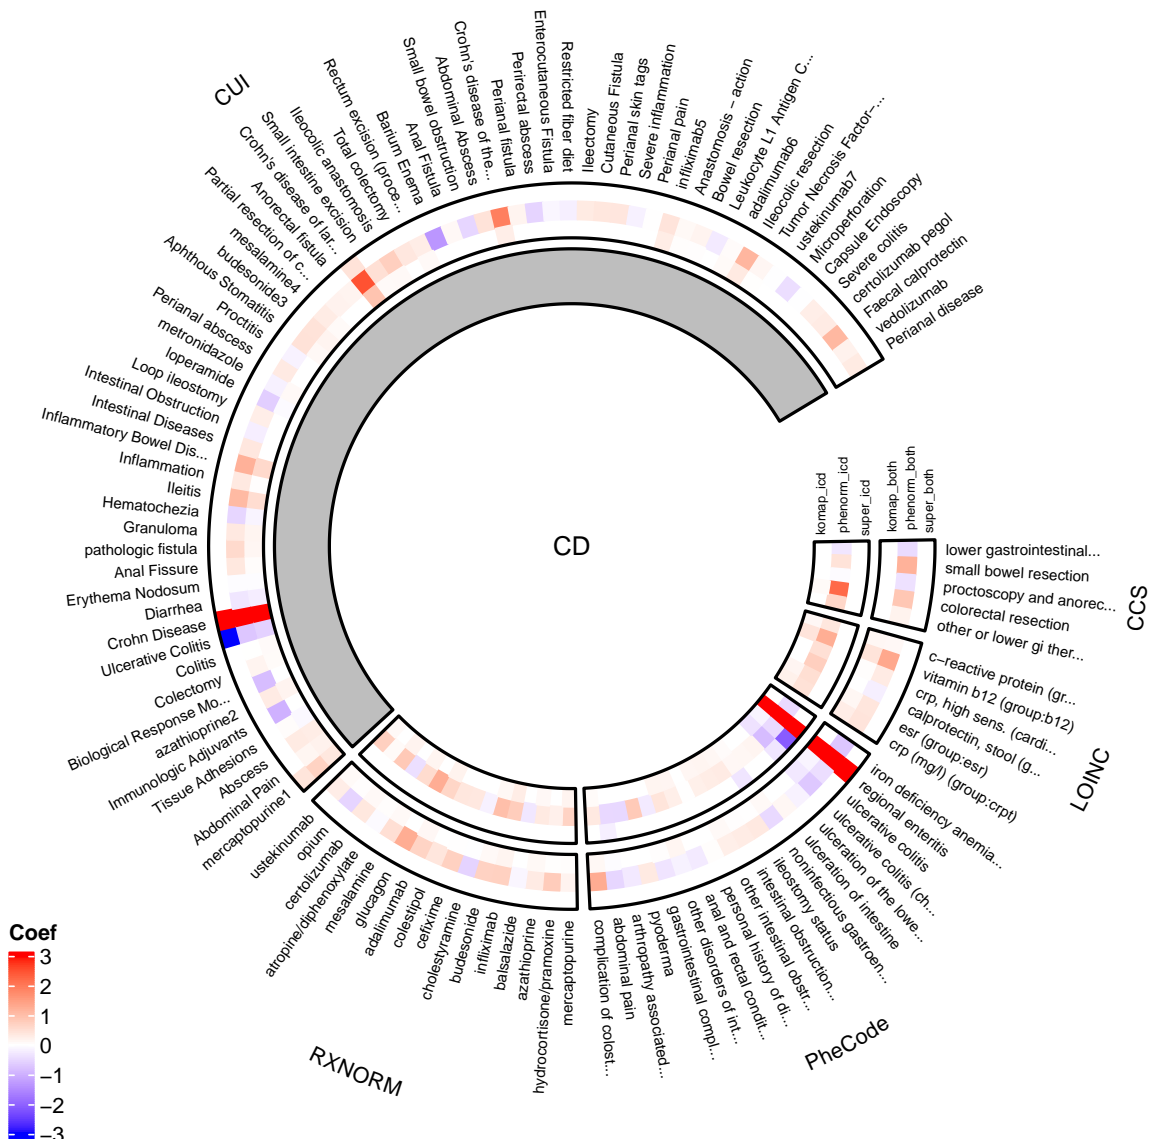 CUI
Perianal disease
vedolizumab
Faecal calprotectin
certolizumab pegol
Severe colitis
Capsule Endoscopy
Microperforation
ustekinumab7
Tumor Necrosis Factor−...
Ileocolic resection
adalimumab6
Leukocyte L1 Antigen C...
Bowel resection
Anastomosis − action
infliximab5
Perianal pain
Severe inflammation
Perianal skin tags
Cutaneous Fistula
Ileectomy
Restricted fiber diet
Enterocutaneous Fistula
Perirectal abscess
Perianal fistula
Crohn's disease of the...
Abdominal Abscess
Small bowel obstruction
Anal Fistula
Barium Enema
Rectum excision (proce...
Total colectomy
Ileocolic anastomosis
Small intestine excision
Crohn's disease of lar...
Anorectal fistula
Partial resection of c...
mesalamine4
budesonide3
Aphthous Stomatitis
Proctitis
Perianal abscess
metronidazole
loperamide
Loop ileostomy
Intestinal Obstruction
Intestinal Diseases
Inflammatory Bowel Dis...
Inflammation
Ileitis
Hematochezia
Granuloma
pathologic fistula
Anal Fissure
Erythema Nodosum
Diarrhea
Crohn Disease
Ulcerative Colitis
Colitis
Colectomy
Biological Response Mo...
azathioprine2
Immunologic Adjuvants
Tissue Adhesions
Abscess
Abdominal Pain
mercaptopurine1
CD
komap_icd
phenorm_icd
super_icd
komap_both
phenorm_both
super_both
CCS
lower gastrointestinal...
small bowel resection
proctoscopy and anorec...
colorectal resection
other or lower gi ther...
LOINC
c−reactive protein (gr...
vitamin b12 (group:b12)
crp, high sens. (cardi...
calprotectin, stool (g...
esr (group:esr)
crp (mg/l) (group:crpt)
PheCode
iron deficiency anemia...
regional enteritis
ulcerative colitis
ulcerative colitis (ch...
ulceration of the lowe...
ulceration of intestine
noninfectious gastroen...
ileostomy status
intestinal obstruction...
other intestinal obstr...
personal history of di...
anal and rectal condit...
other disorders of int...
gastrointestinal compl...
pyoderma
arthropathy associated...
abdominal pain
complication of colost...
RXNORM
mercaptopurine
hydrocortisone/pramoxine
azathioprine
balsalazide
infliximab
budesonide
cholestyramine
cefixime
colestipol
adalimumab
glucagon
mesalamine
atropine/diphenoxylate
certolizumab
opium
ustekinumab
Coef
3
2
1
0
−1
−2
−3